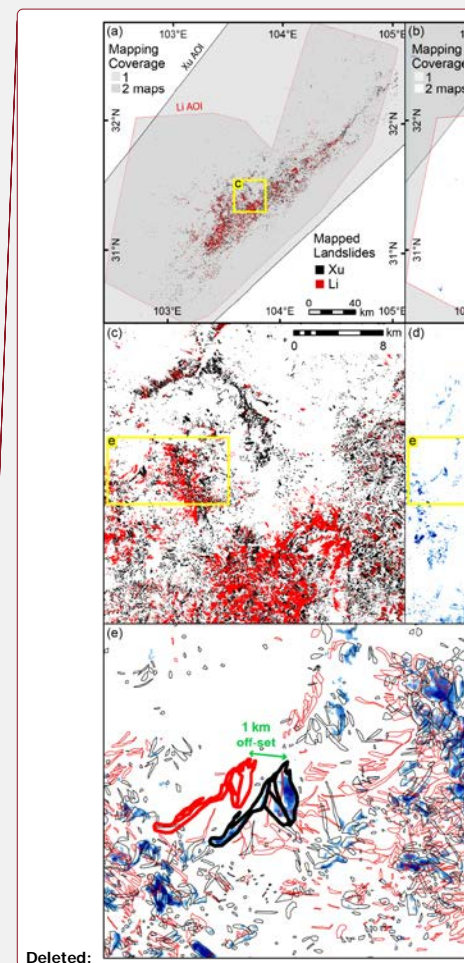 (a)
103°E
104°E
105°E
Mapping
Coverage
1
2 maps
Xu AOI
Li AOI
32°N
31°N
c
Mapped
Landslides
Xu
Li
0
40
km
103°E
104°E
105°E
(b)
Mapping
Coverage
1
2 maps
32°N
31°N
(c)
km
0
8
e
(d)
e
(e)
1 km
off-set
Deleted: